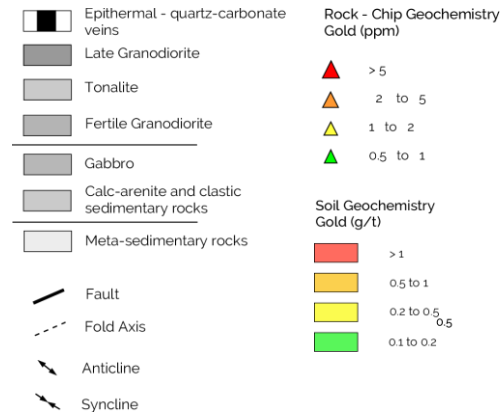 Epithermal - quartz-carbonate
veins
Late Granodiorite
Tonalite
Fertile Granodiorite
Gabbro
Calc-arenite and clastic
sedimentary rocks
Meta-sedimentary rocks
Fault
Fold Axis
Anticline
Syncline
Rock - Chip Geochemistry
Gold (ppm)
> 5
2 to 5
1 to 2
0.5 to 1
Soil Geochemistry
Gold (g/t)
> 1
0.5 to 1
0.2 to 0.5
0.5
0.1 to 0.2